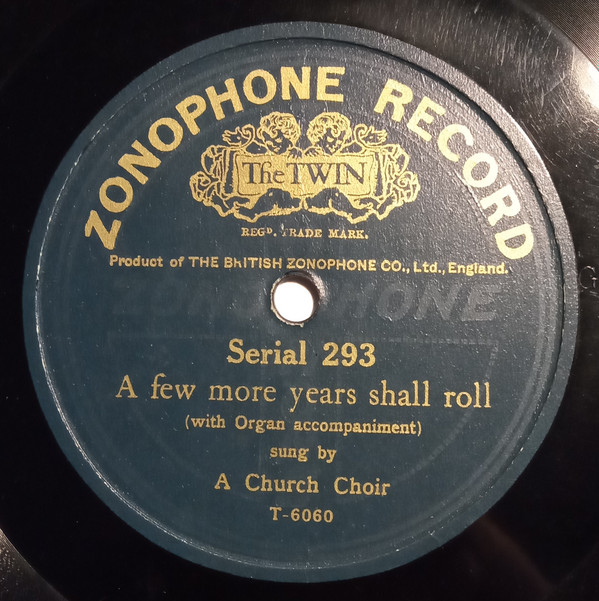 ZONOPHONE RECORD
The TWIN
REGD. TRADE MARK.
Product of THE BRITISH ZONOPHONE CO., Ltd., England.
ZONOPHONE
Serial 293
A few more years shall roll
(with Organ accompaniment)
sung by
A Church Choir
T-6060